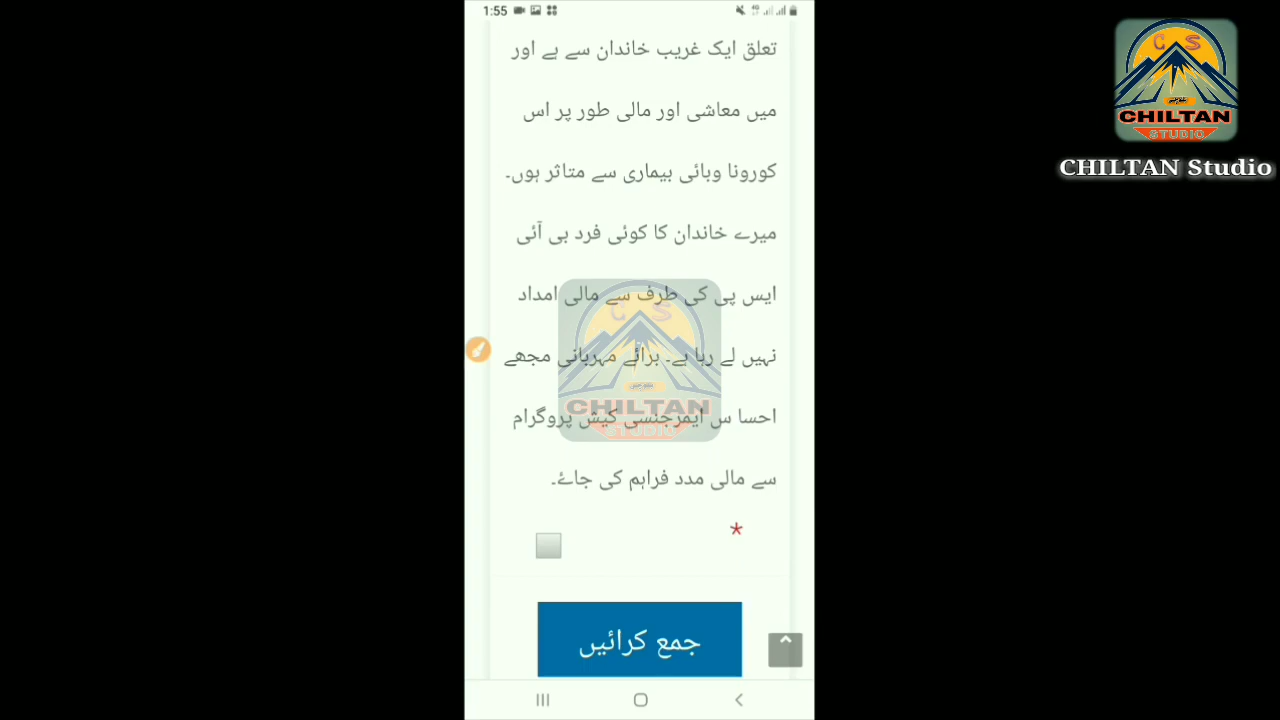 1:55
تعلق ایک غریب خاندان سے ہے اور
میں معاشی اور مالی طور پر اس
کورونا وبائی بیماری سے متاثر ہوں۔
میرے خاندان کا کوئی فرد بی آئی
ایس پی کی طرف سے مالی امداد
نہیں لے رہا ہے۔ برائے مہربانی مجھے
احسا س ایمرجنسی کیش پروگرام
سے مالی مدد فراہم کی جاۓ۔
*
جمع کرائیں
C S
CHILTAN
STUDIO
C S
CHILTAN
STUDIO
CHILTAN Studio